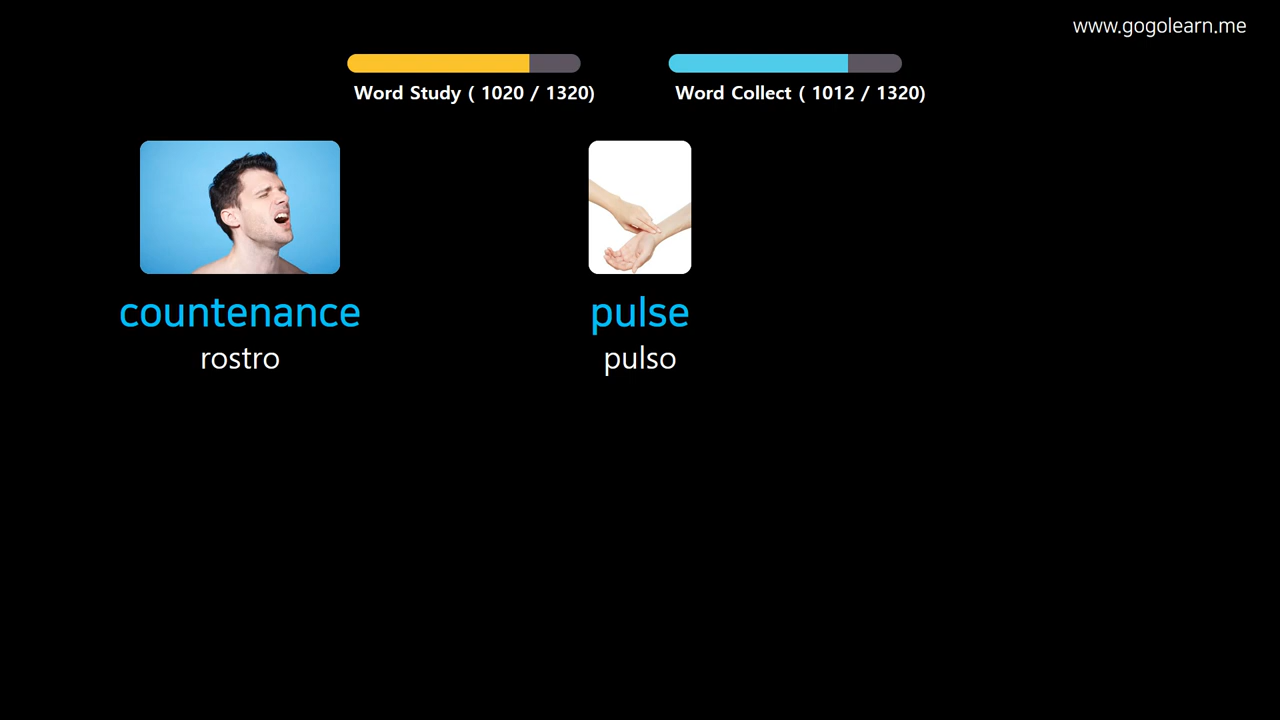 www.gogolearn.me
Word Study ( 1020 / 1320)
Word Collect ( 1012 / 1320)
countenance
rostro
pulse
pulso